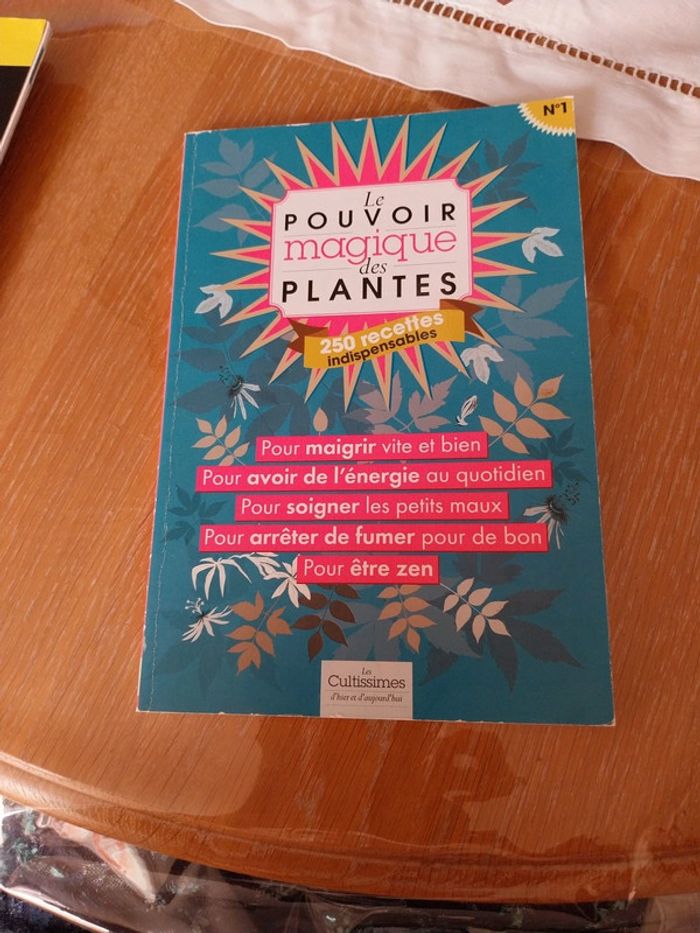 N°1
Le
POUVOIR
magique
des
PLANTES
250 recettes
indispensables
Pour maigrir vite et bien
Pour avoir de l'énergie au quotidien
Pour soigner les petits maux
Pour arrêter de fumer pour de bon
Pour être zen
Les
Cultissimes
d'hier et d'aujourd'hui